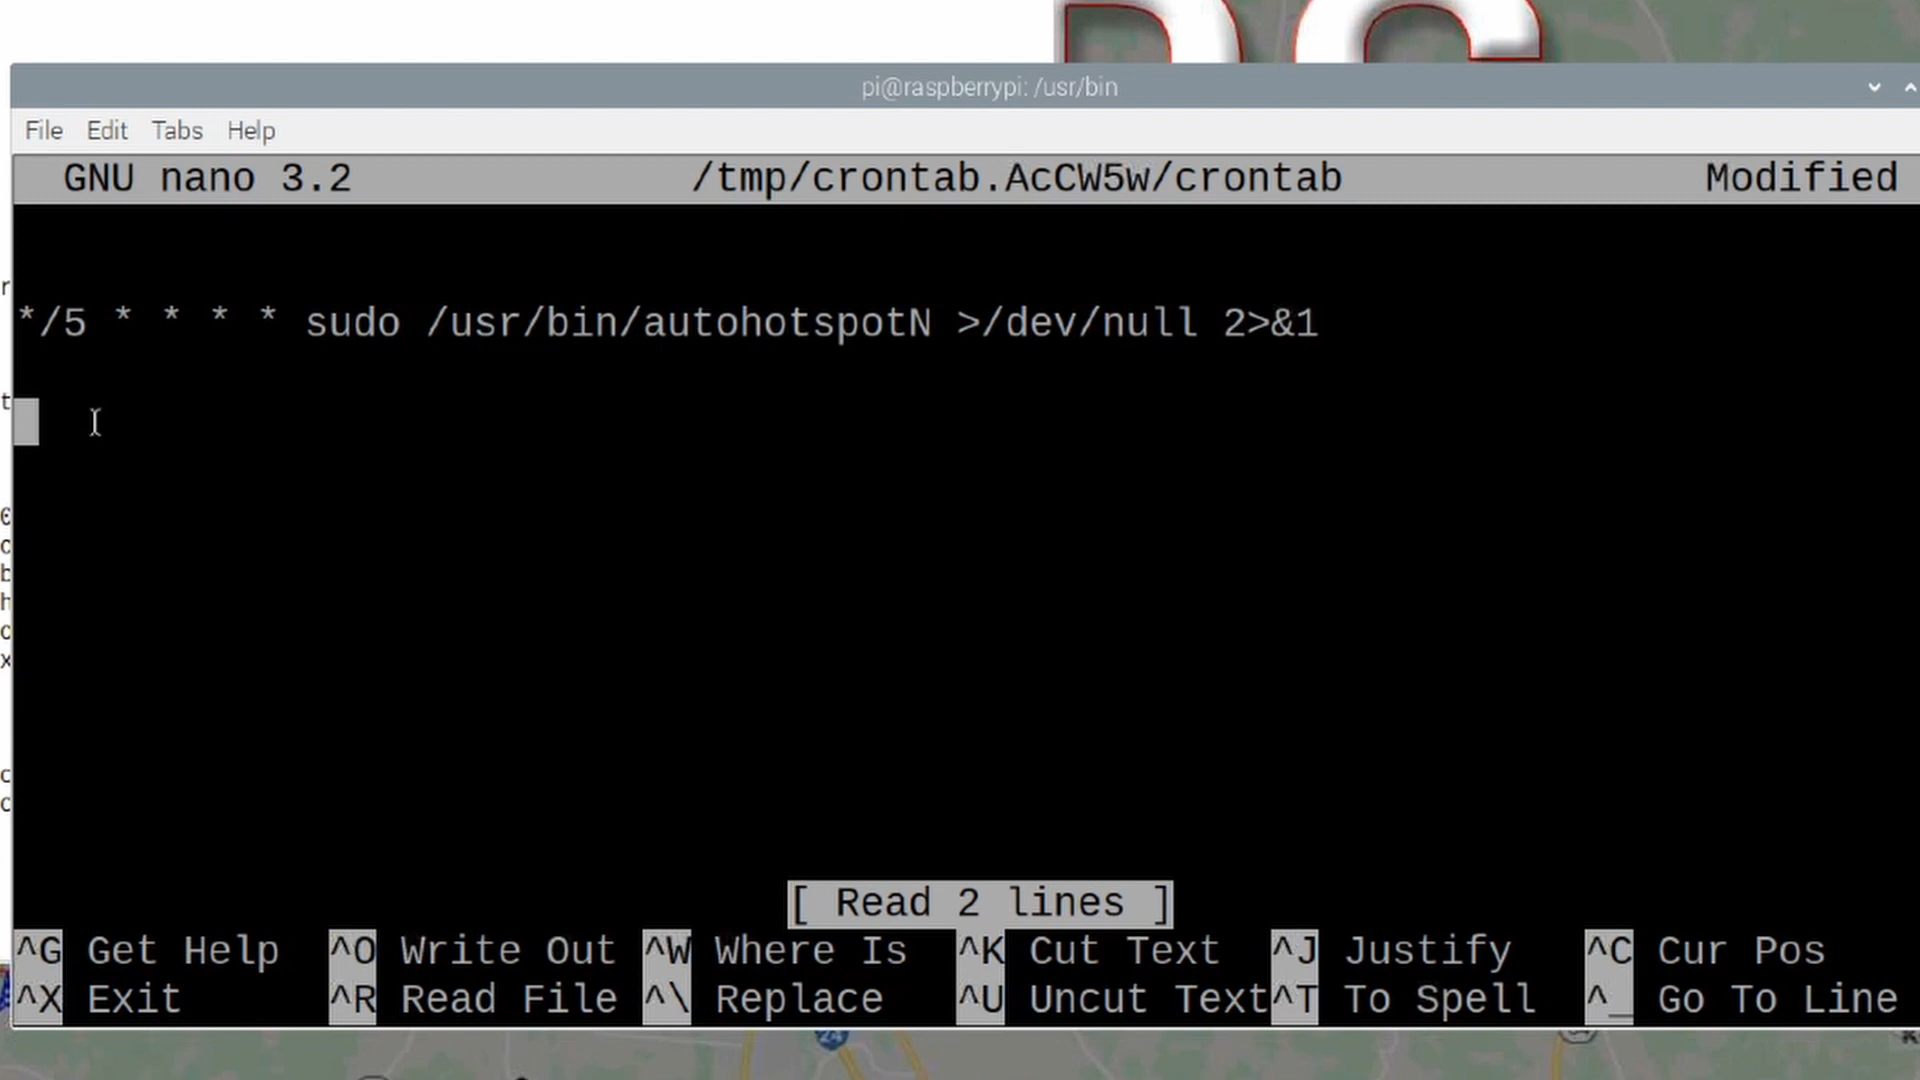 pi@raspberrypi: /usr/bin
File Edit Tabs Help
GNU nano 3.2 /tmp/crontab.AcCW5w/crontab Modified
*/5 * * * * sudo /usr/bin/autohotspotN >/dev/null 2>&1
[ Read 2 lines ]
^G Get Help ^O Write Out ^W Where Is ^K Cut Text ^J Justify ^C Cur Pos
^X Exit ^R Read File ^\ Replace ^U Uncut Text ^T To Spell ^_ Go To Line